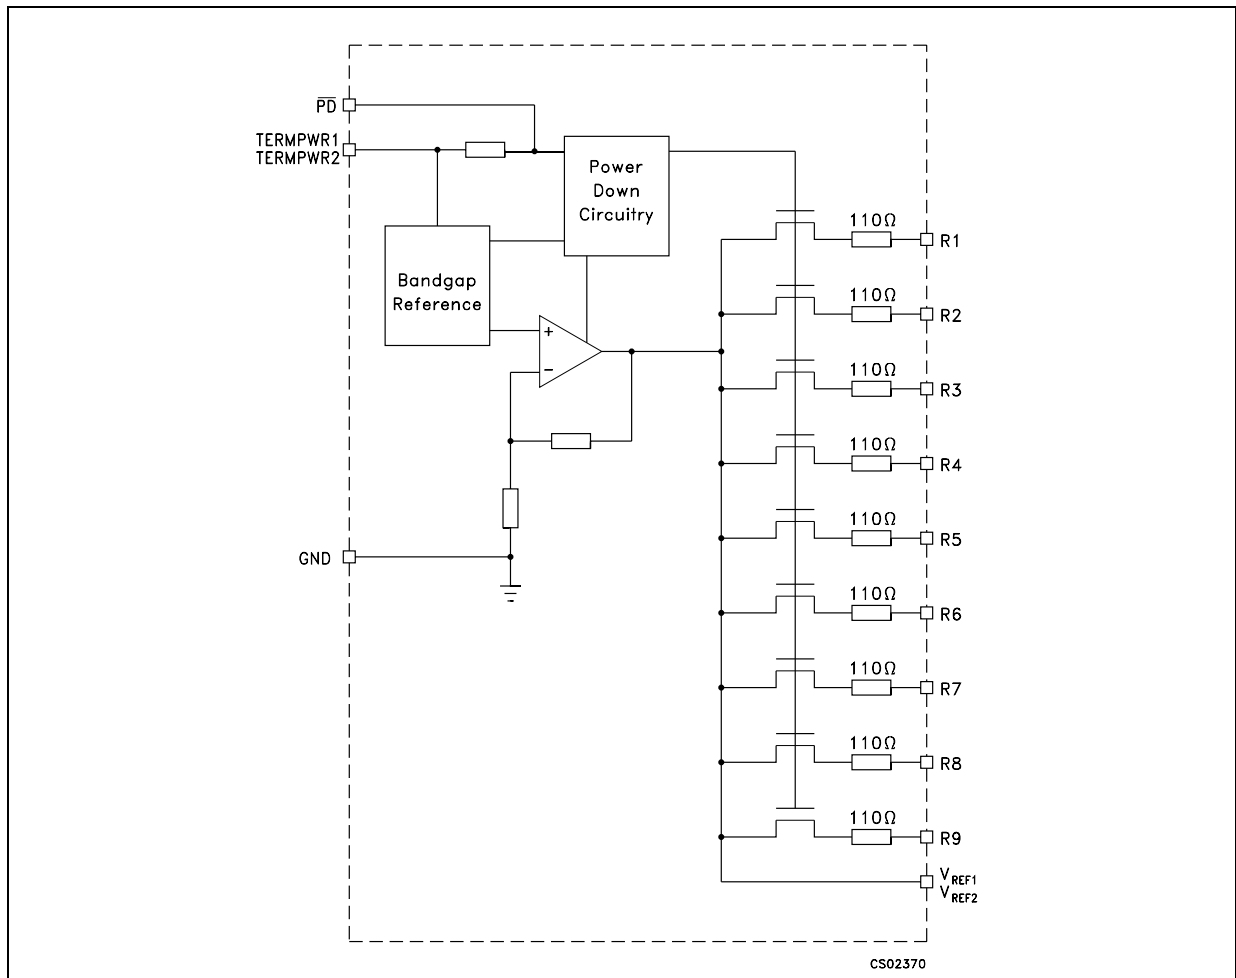 PD
TERMPWR1
TERMPWR2
Power
Down
Circuitry
Bandgap
Reference
+
−
GND
110Ω
R1
110Ω
R2
110Ω
R3
110Ω
R4
110Ω
R5
110Ω
R6
110Ω
R7
110Ω
R8
110Ω
R9
VREF1
VREF2
CS02370